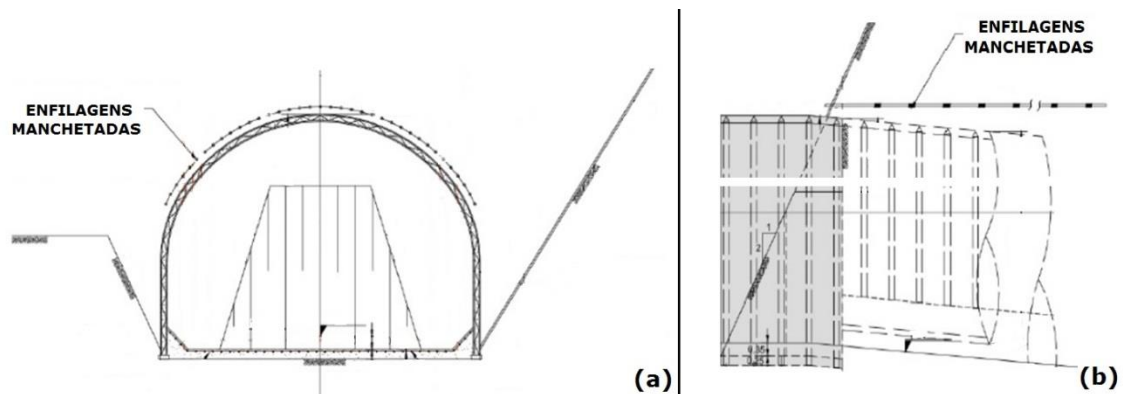 ENFILAGENS
MANCHETADAS
(a)
ENFILAGENS
MANCHETADAS
1
2
(b)